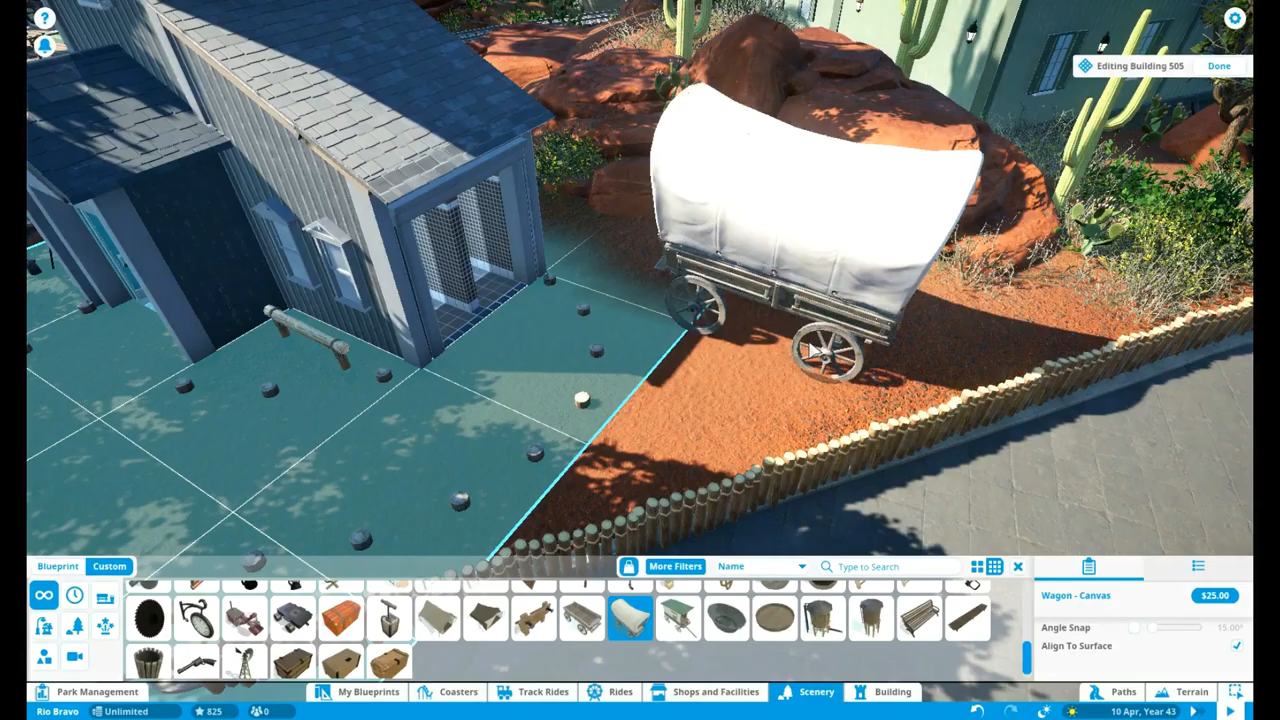 ?
Editing Building 505
Done
Blueprint
Custom
More Filters
Name
Type to Search
Wagon - Canvas
$25.00
Angle Snap
15.00°
Align To Surface
Park Management
My Blueprints
Coasters
Track Rides
Rides
Shops and Facilities
Scenery
Building
Paths
Terrain
Rio Bravo
Unlimited
825
0
10 Apr, Year 43